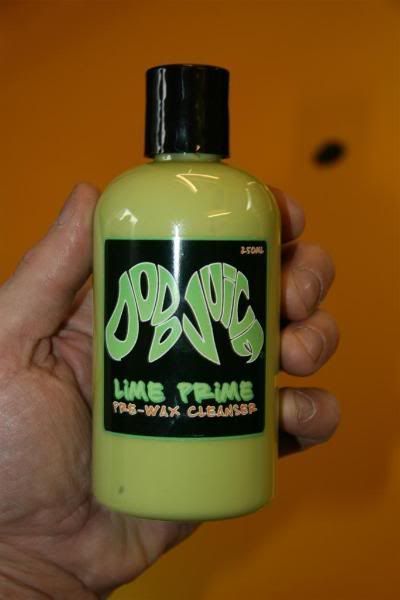 250ML
DODO JUICE
LIME PRIME
PRE-WAX CLEANSER